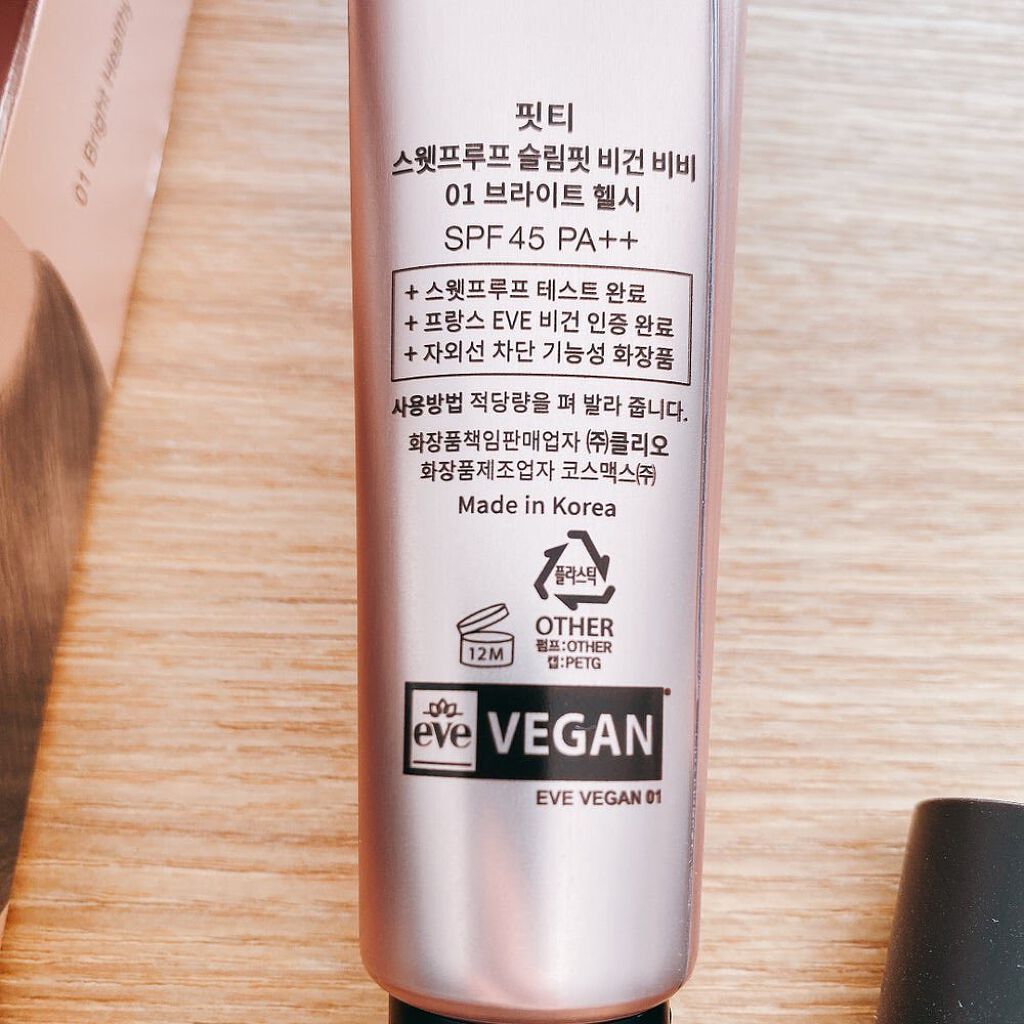 01 Bright Healthy
핏티
스웻프루프 슬림핏 비건 비비
01 브라이트 헬시
SPF 45 PA++
+ 스웻프루프 테스트 완료
+ 프랑스 EVE 비건 인증 완료
+ 자외선 차단 기능성 화장품
사용방법 적당량을 펴 발라 줍니다.
화장품책임판매업자 ㈜클리오
화장품제조업자 코스맥스㈜
Made in Korea
플라스틱
OTHER
펌프:OTHER
캡:PETG
12M
eve VEGAN
EVE VEGAN 01